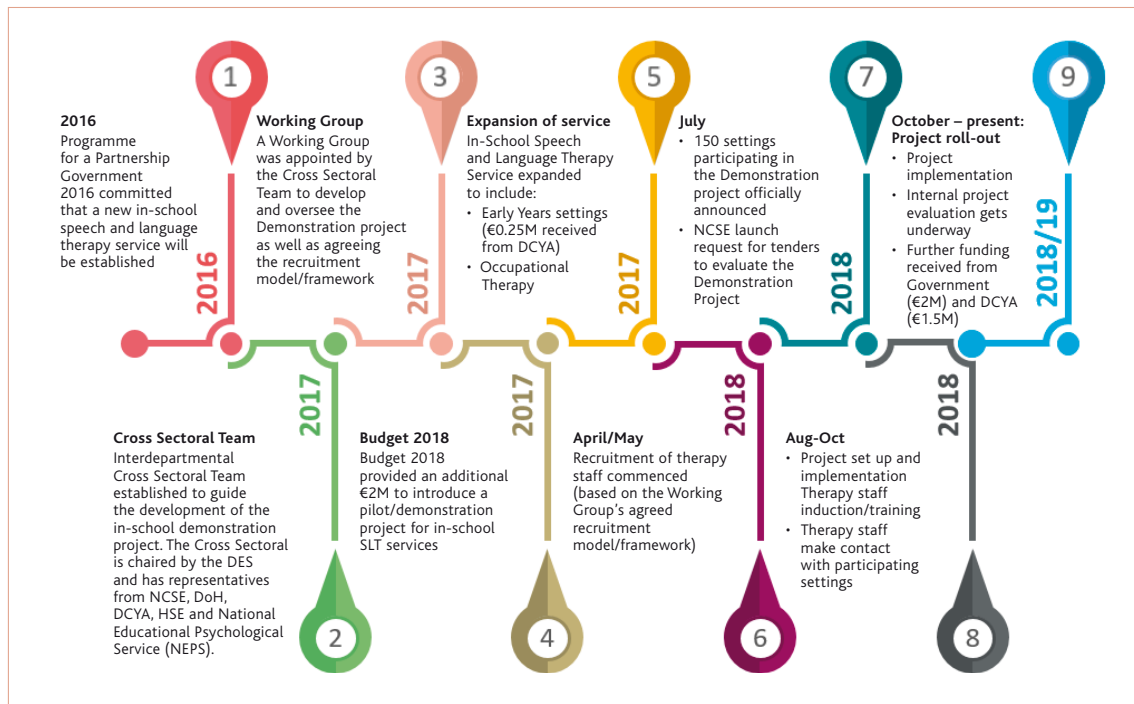 1
2016
Programme
for a Partnership
Government
2016 committed
that a new in-school
speech and language
therapy service will
be established
2016
3
Working Group
A Working Group
was appointed by
the Cross Sectoral
Team to develop
and oversee the
Demonstration project
as well as agreeing
the recruitment
model/framework
2017
5
Expansion of service
In-School Speech
and Language Therapy
Service expanded
to include:
• Early Years settings
(€0.25M received
from DCYA)
• Occupational
Therapy
2017
7
July
• 150 settings
participating in
the Demonstration
project officially
announced
• NCSE launch
request for tenders
to evaluate the
Demonstration
Project
2018
9
October – present:
Project roll-out
• Project
implementation
• Internal project
evaluation gets
underway
• Further funding
received from
Government
(€2M) and DCYA
(€1.5M)
2018/19
Cross Sectoral Team
Interdepartmental
Cross Sectoral Team
established to guide
the development of the
in-school demonstration
project. The Cross Sectoral
is chaired by the DES
and has representatives
from NCSE, DoH,
DCYA, HSE and National
Educational Psychological
Service (NEPS).
2017
2
Budget 2018
Budget 2018
provided an additional
€2M to introduce a
pilot/demonstration
project for in-school
SLT services
2017
4
April/May
Recruitment of therapy
staff commenced
(based on the Working
Group's agreed
recruitment
model/framework)
2018
6
Aug-Oct
• Project set up and
implementation
Therapy staff
induction/training
• Therapy staff
make contact
with participating
settings
2018
8